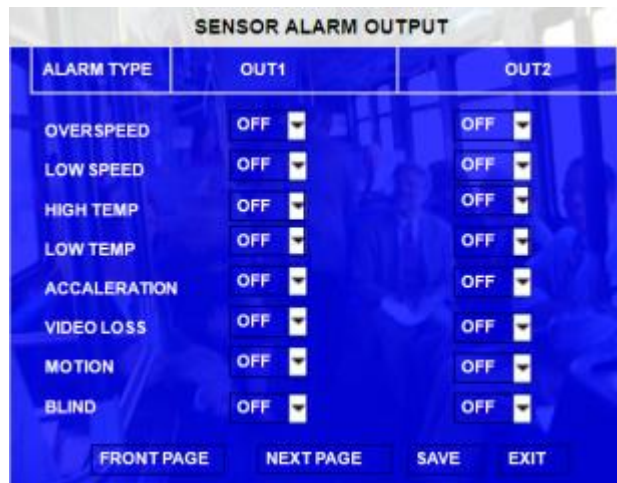 SENSOR ALARM OUTPUT
ALARM TYPE OUT1 OUT2
OVERSPEED OFF OFF
LOW SPEED OFF OFF
HIGH TEMP OFF OFF
LOW TEMP OFF OFF
ACCALERATION OFF OFF
VIDEO LOSS OFF OFF
MOTION OFF OFF
BLIND OFF OFF
FRONT PAGE NEXT PAGE SAVE EXIT